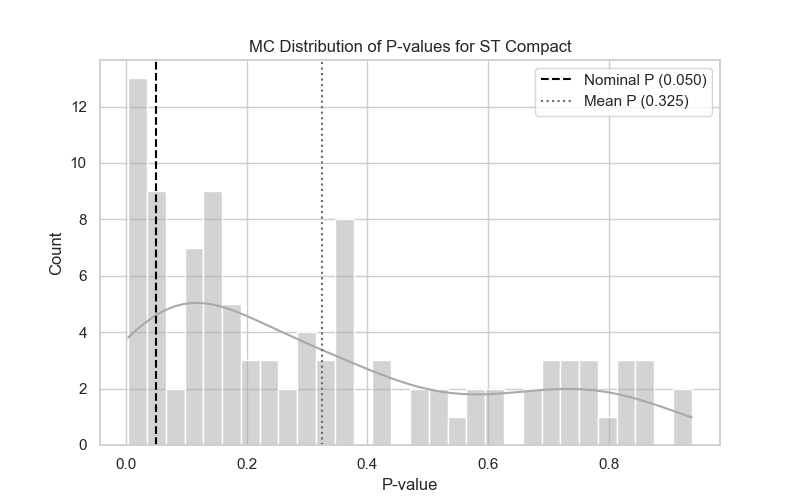 MC Distribution of P-values for ST Compact
Nominal P (0.050)
Mean P (0.325)
Count
12
10
8
6
4
2
0
0.0 0.2 0.4 0.6 0.8
P-value